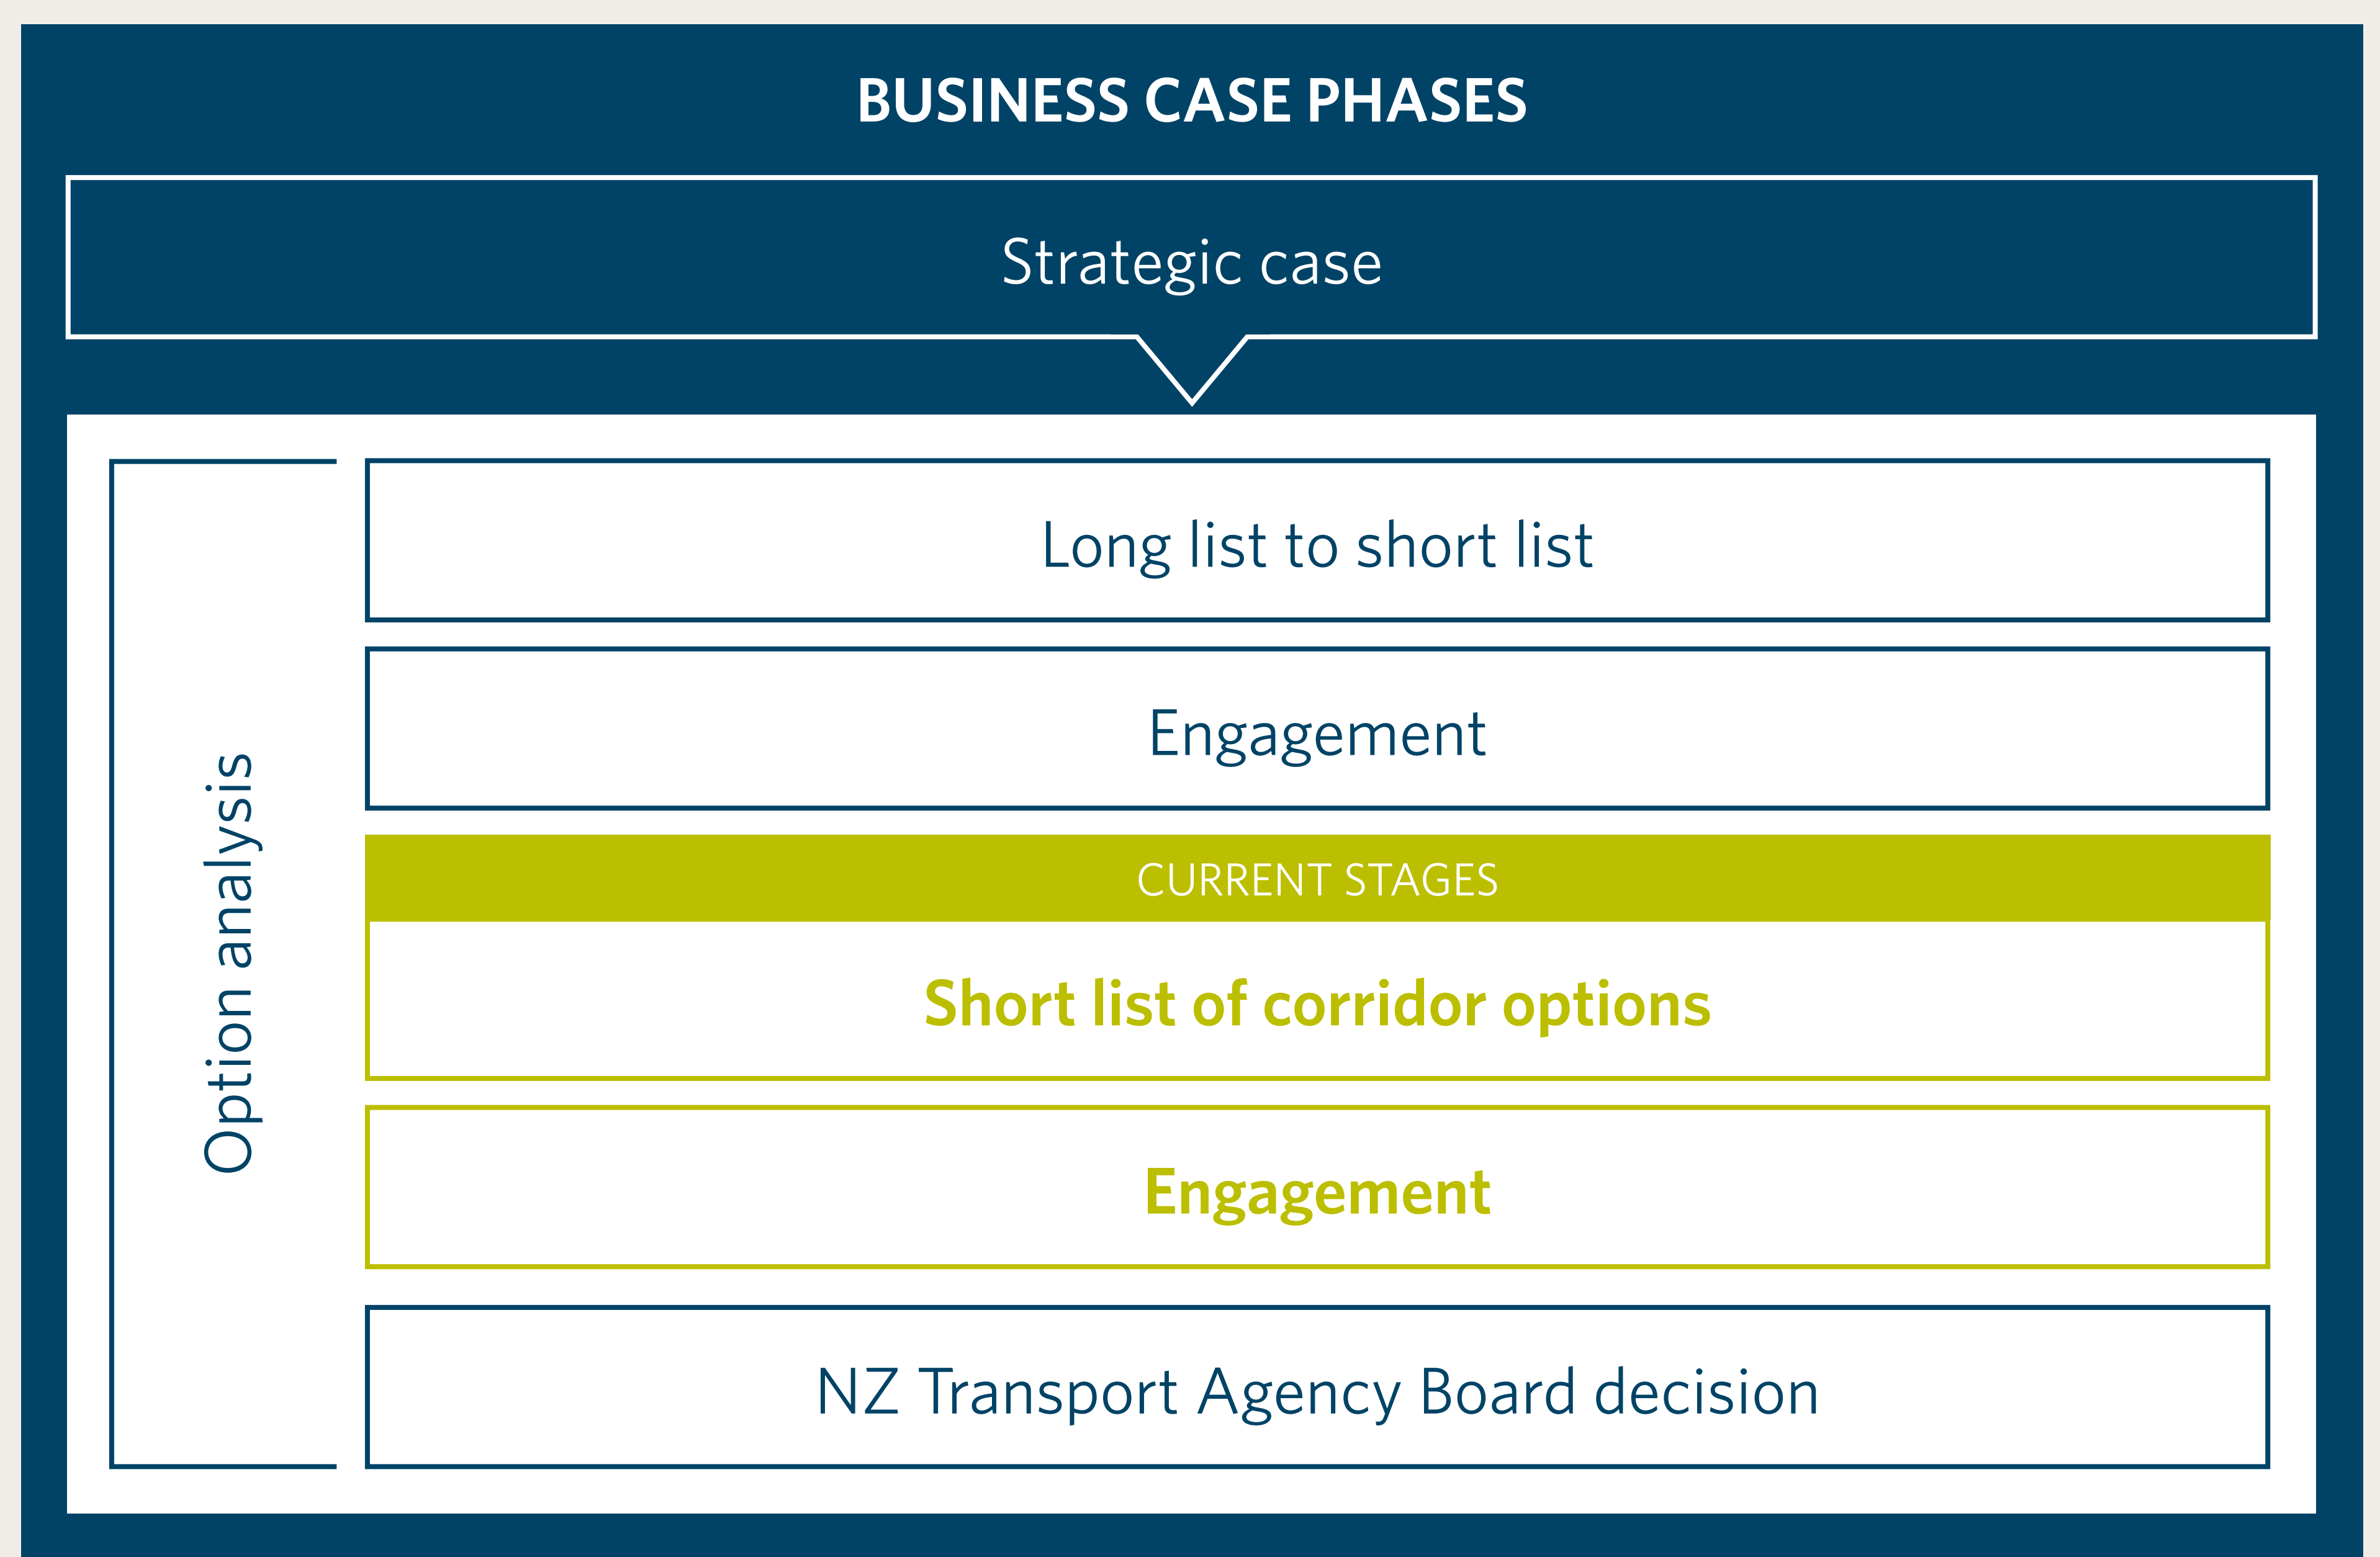 BUSINESS CASE PHASES
Strategic case
Option analysis
Long list to short list
Engagement
CURRENT STAGES
Short list of corridor options
Engagement
NZ Transport Agency Board decision